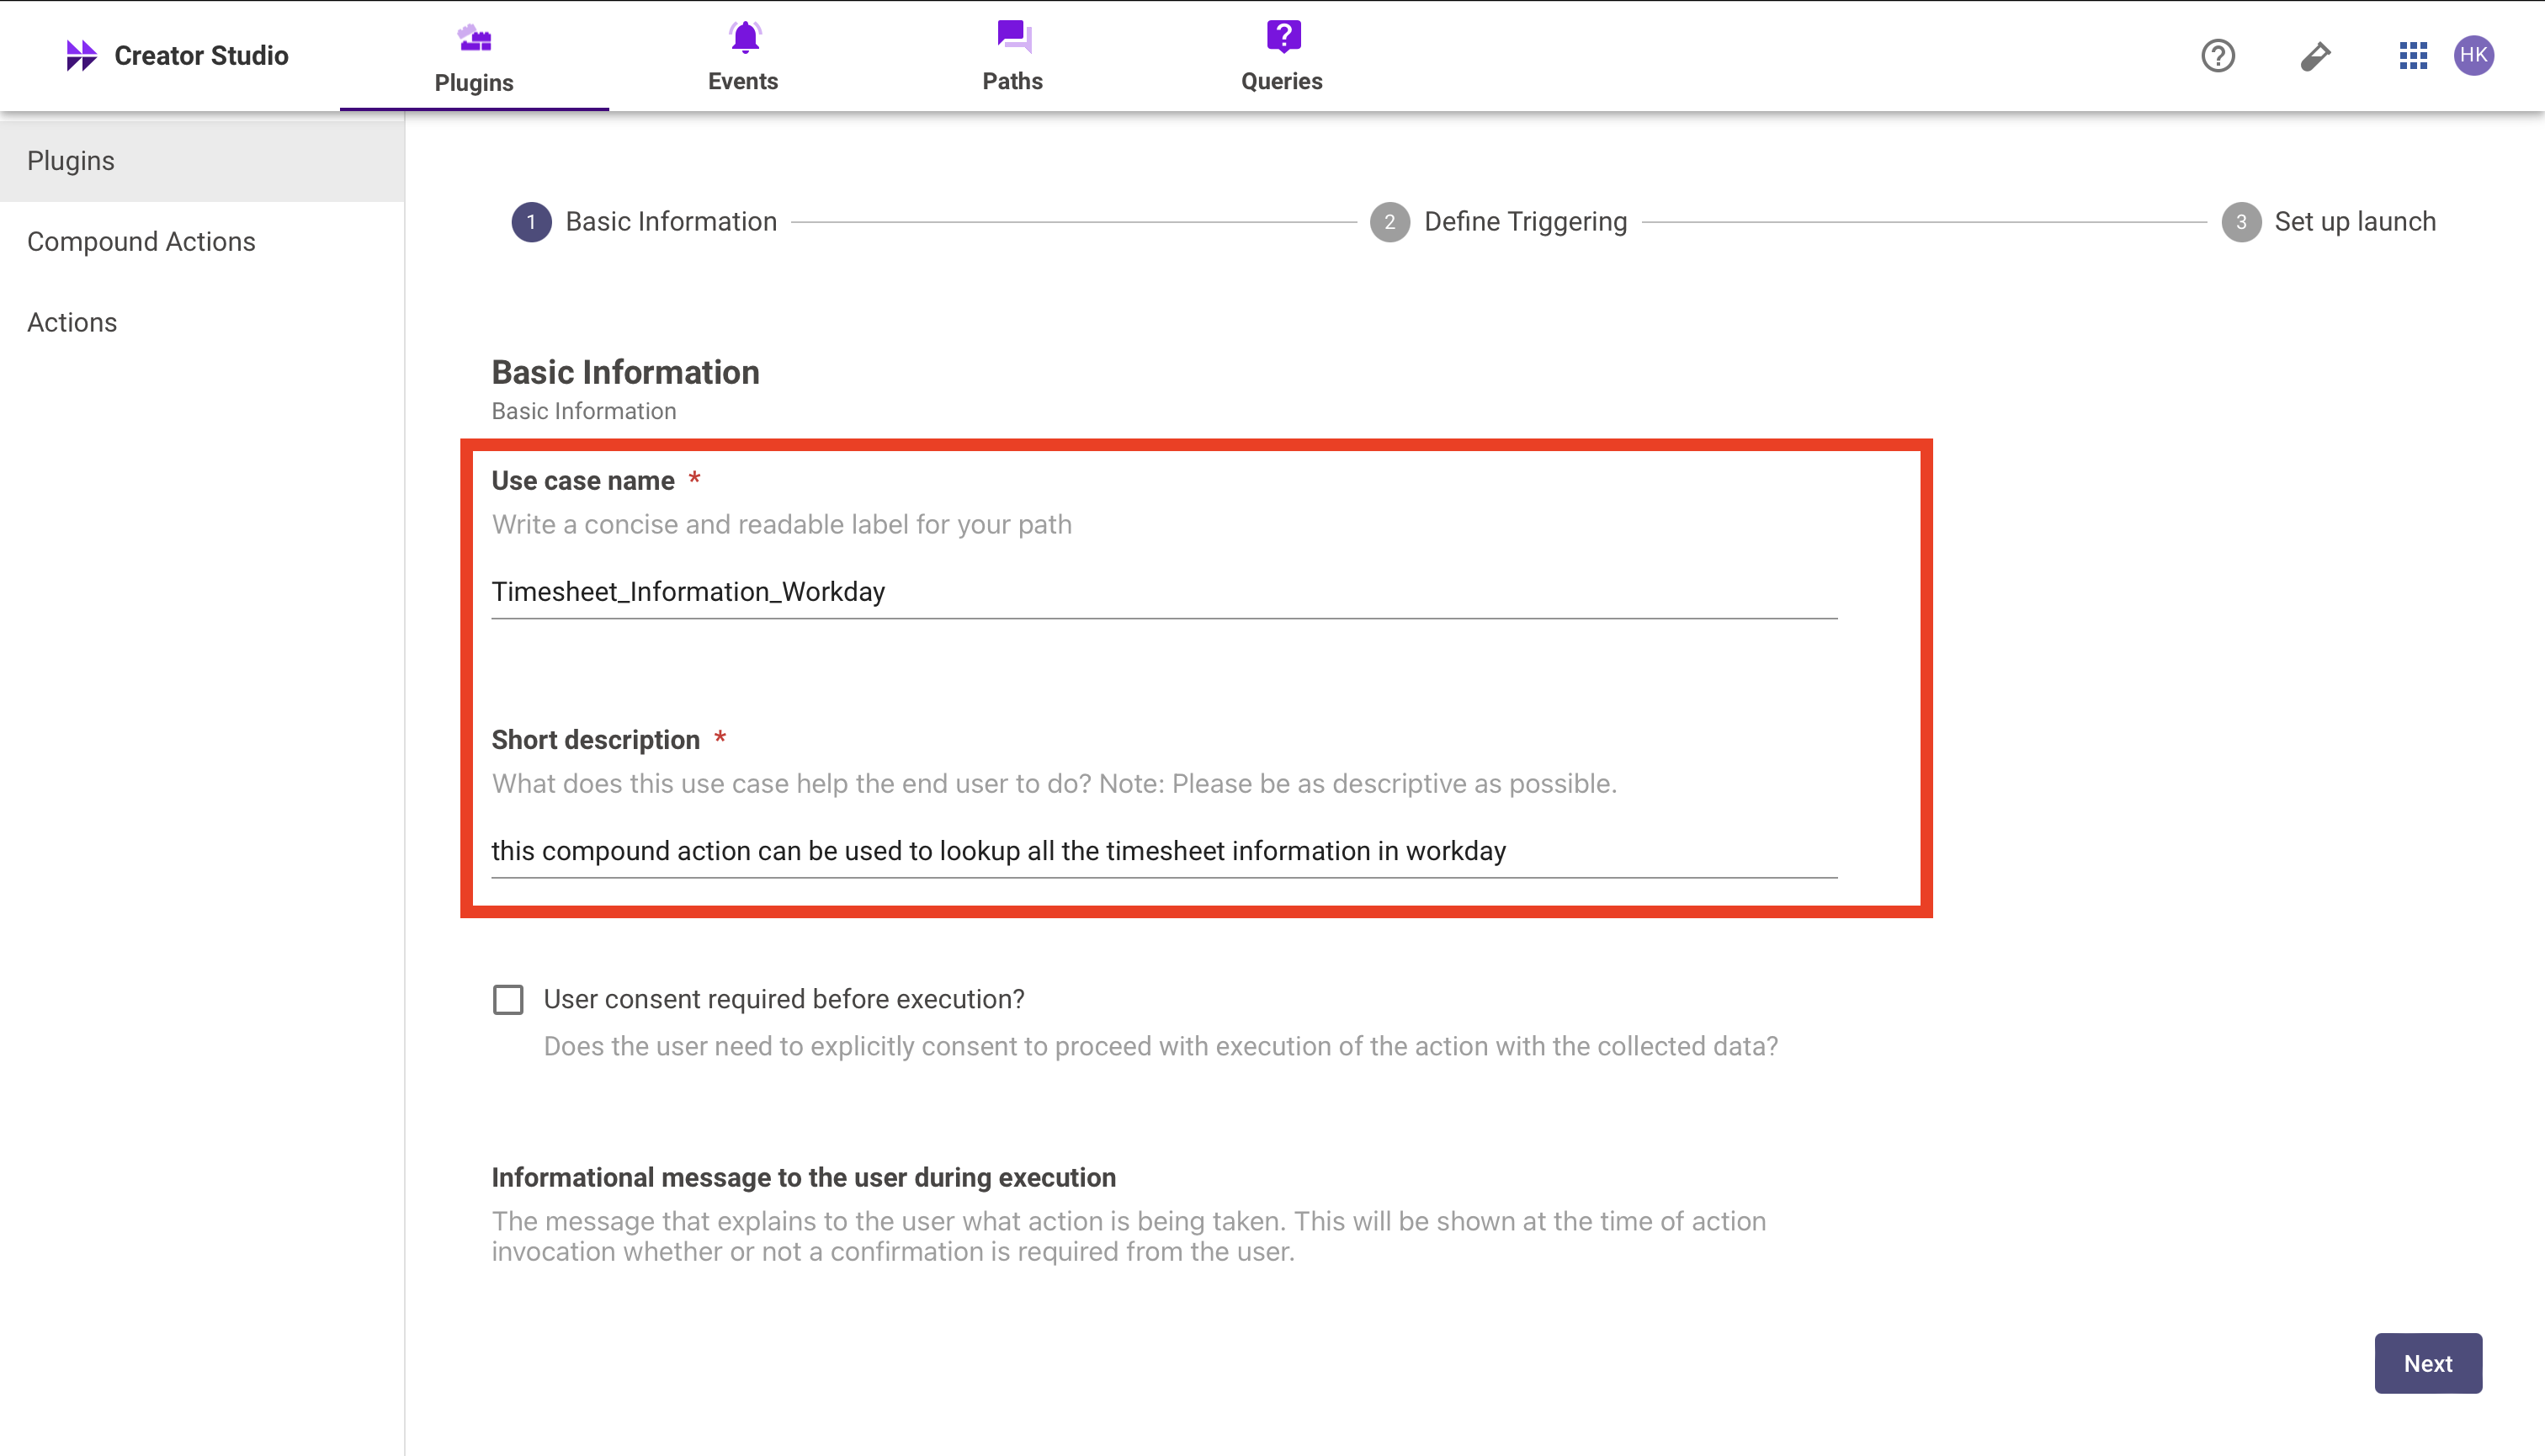 Creator Studio
Plugins
Events
Paths
Queries
HK
Plugins
Compound Actions
Actions
1 Basic Information
2 Define Triggering
3 Set up launch
Basic Information
Basic Information
Use case name *
Write a concise and readable label for your path
Timesheet_Information_Workday
Short description *
What does this use case help the end user to do? Note: Please be as descriptive as possible.
this compound action can be used to lookup all the timesheet information in workday
User consent required before execution?
Does the user need to explicitly consent to proceed with execution of the action with the collected data?
Informational message to the user during execution
The message that explains to the user what action is being taken. This will be shown at the time of action
invocation whether or not a confirmation is required from the user.
Next